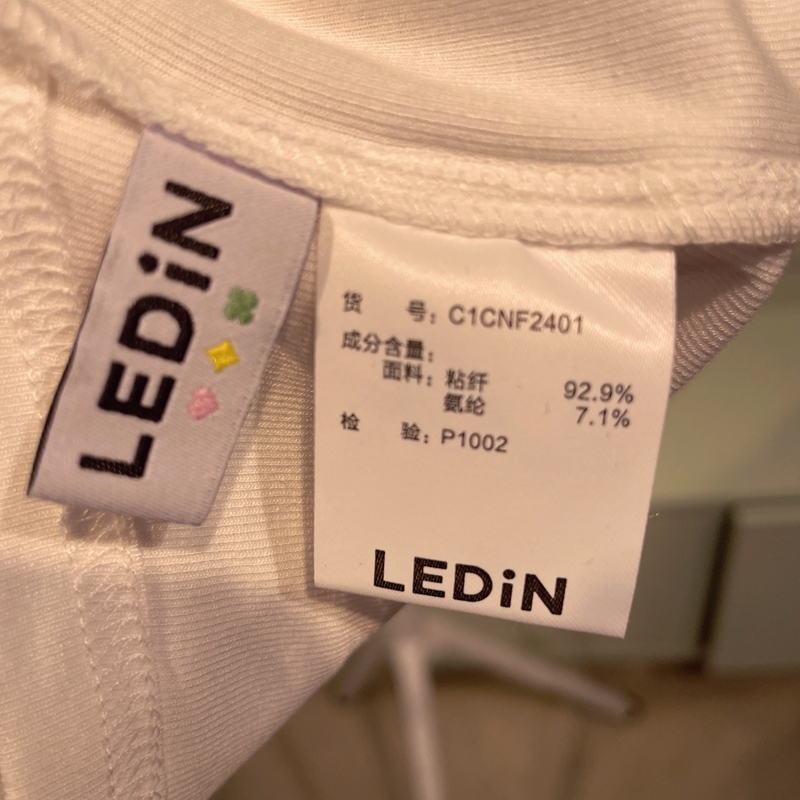 LEDiN
货 号：C1CNF2401
成分含量：
面料：粘纤 92.9%
氨纶 7.1%
检 验：P1002
LEDiN